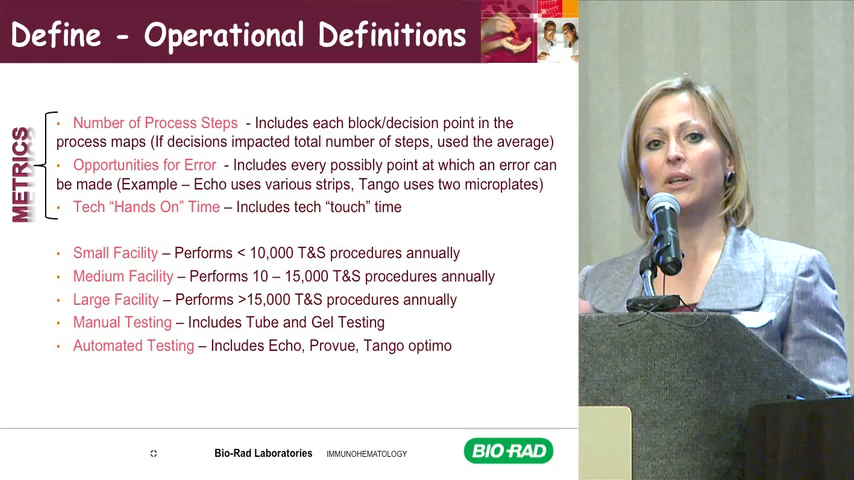 Define - Operational Definitions
METRICS
• Number of Process Steps - Includes each block/decision point in the
process maps (If decisions impacted total number of steps, used the average)
• Opportunities for Error - Includes every possibly point at which an error can
be made (Example – Echo uses various strips, Tango uses two microplates)
• Tech “Hands On” Time – Includes tech “touch” time
• Small Facility – Performs < 10,000 T&S procedures annually
• Medium Facility – Performs 10 – 15,000 T&S procedures annually
• Large Facility – Performs >15,000 T&S procedures annually
• Manual Testing – Includes Tube and Gel Testing
• Automated Testing – Includes Echo, Provue, Tango optimo
Bio-Rad Laboratories IMMUNOHEMATOLOGY
BIO-RAD